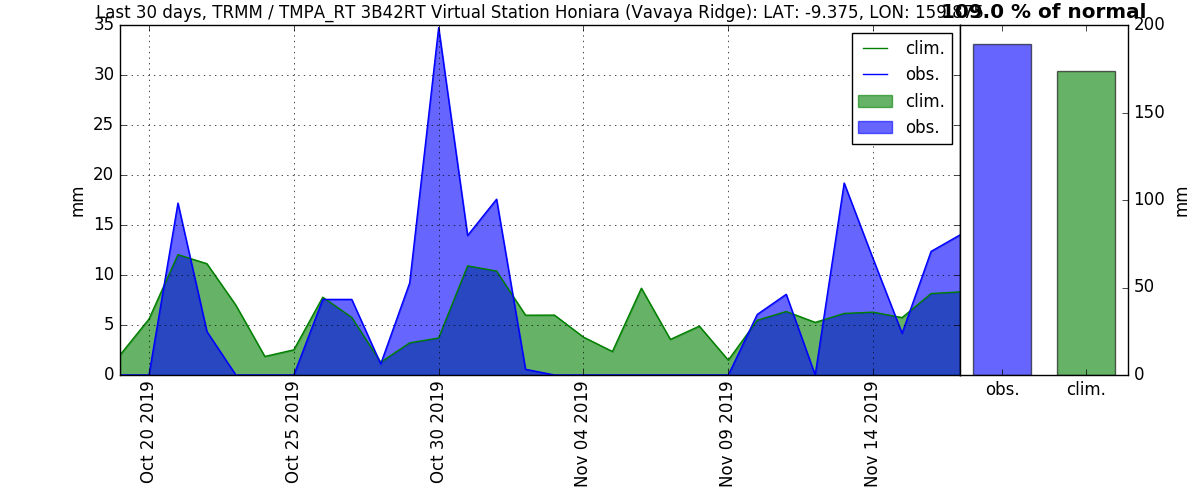 Last 30 days, TRMM / TMPA_RT 3B42RT Virtual Station Honiara (Vavaya Ridge): LAT: -9.375, LON:
109.0 % of normal
mm
35
30
25
20
15
10
5
0
clim.
obs.
clim.
obs.
Oct 20 2019
Oct 25 2019
Oct 30 2019
Nov 04 2019
Nov 09 2019
Nov 14 2019
200
150
100
50
0
mm
obs.
clim.